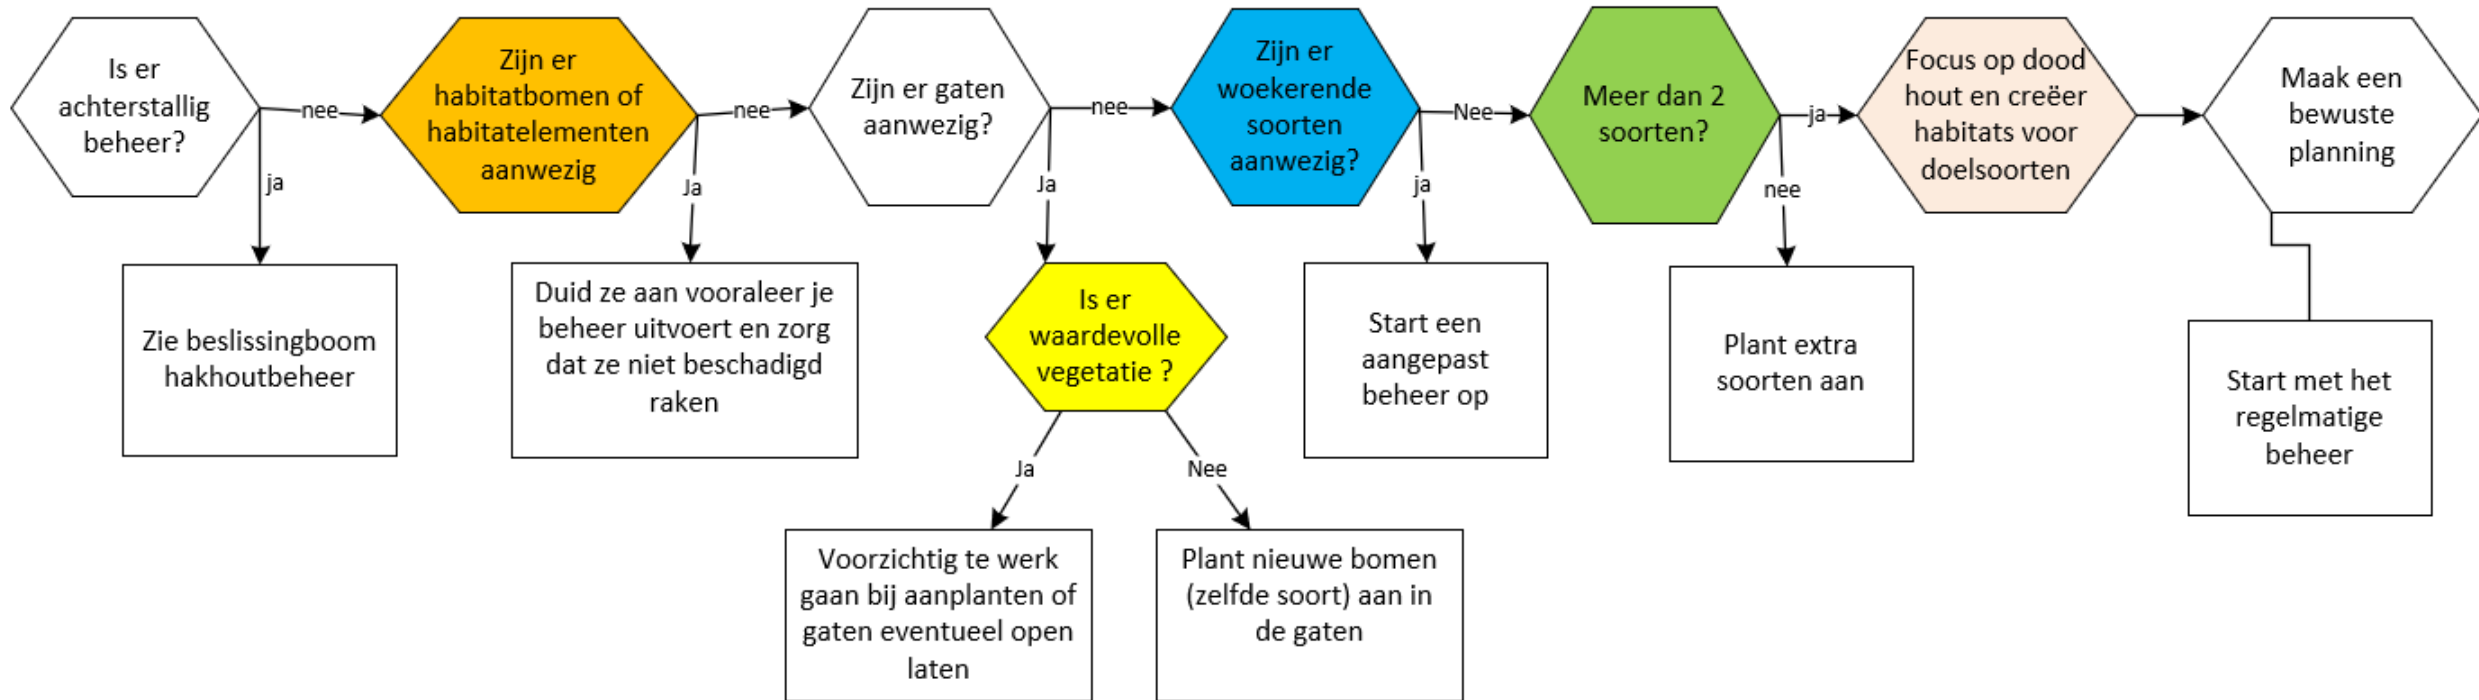 Is er
achterstallig
beheer?
nee
ja
Zie beslissingboom
hakhoutbeheer
Zijn er
habitatbomen of
habitatelementen
aanwezig
nee
Ja
Duid ze aan vooraleer je
beheer uitvoert en zorg
dat ze niet beschadigd
raken
Zijn er gaten
aanwezig?
nee
Ja
Is er
waardevolle
vegetatie ?
Ja
Nee
Voorzichtig te werk
gaan bij aanplanten of
gaten eventueel open
laten
Plant nieuwe bomen
(zelfde soort) aan in
de gaten
Zijn er
woekerende
soorten
aanwezig?
Nee
ja
Start een
aangepast
beheer op
Meer dan 2
soorten?
ja
nee
Plant extra
soorten aan
Focus op dood
hout en creëer
habitats voor
doelsoorten
Maak een
bewuste
planning
Start met het
regelmatige
beheer